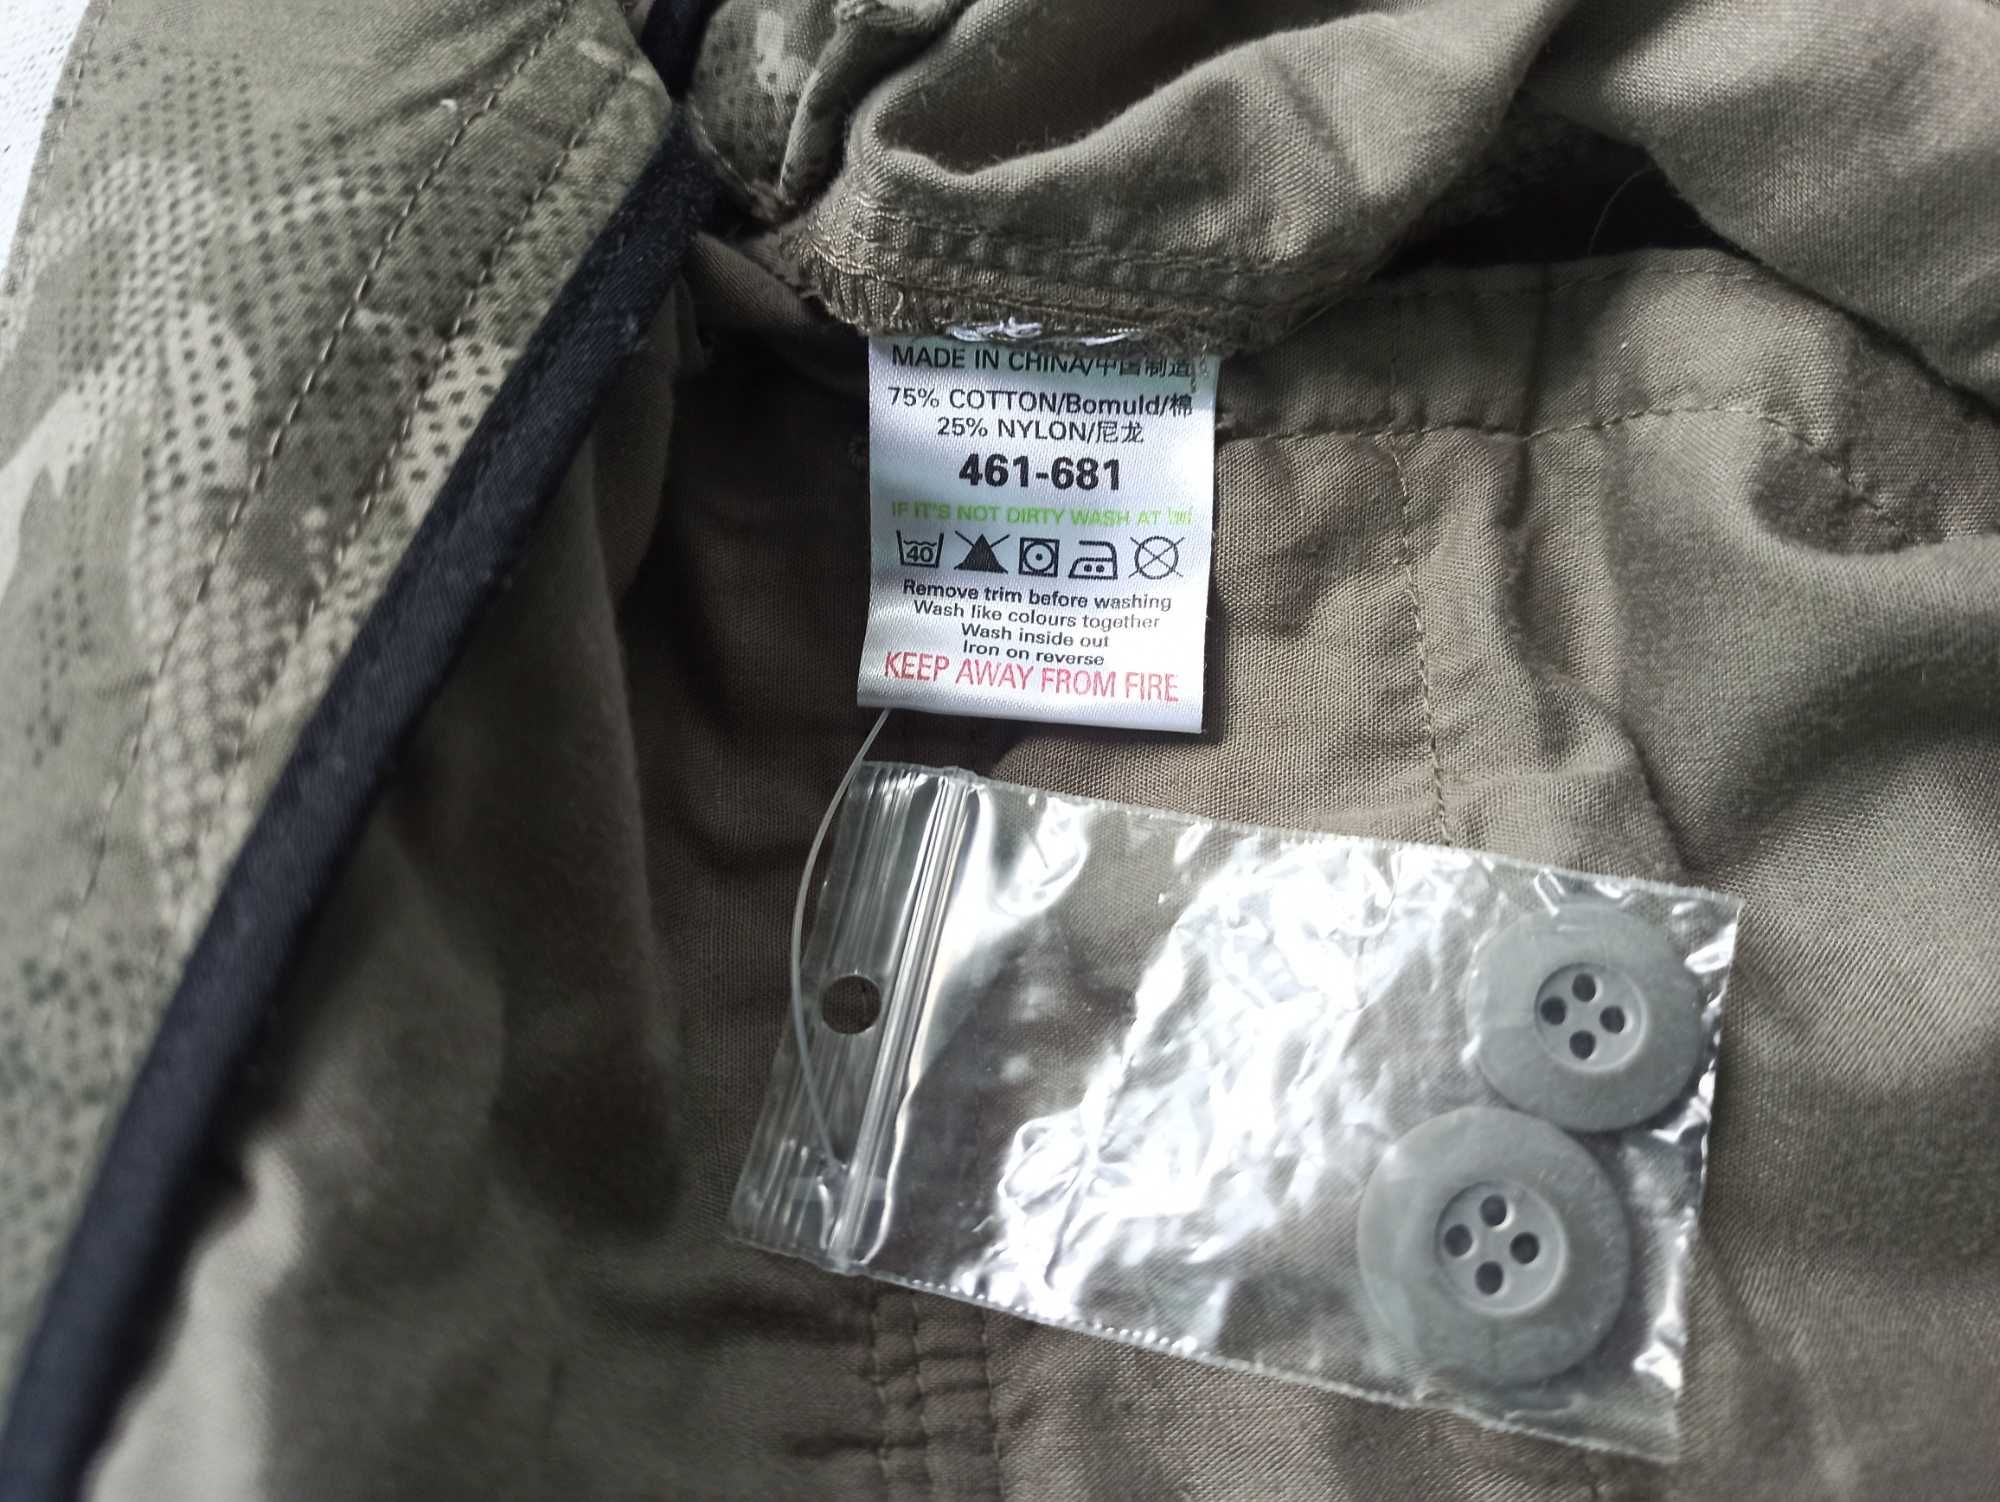 MADE IN CHINA/中国制造
75% COTTON/Bomuld/棉
25% NYLON/尼龙
461-681
IF IT'S NOT DIRTY WASH AT
40
Remove trim before washing
Wash like colours together
Wash inside out
Iron on reverse
KEEP AWAY FROM FIRE